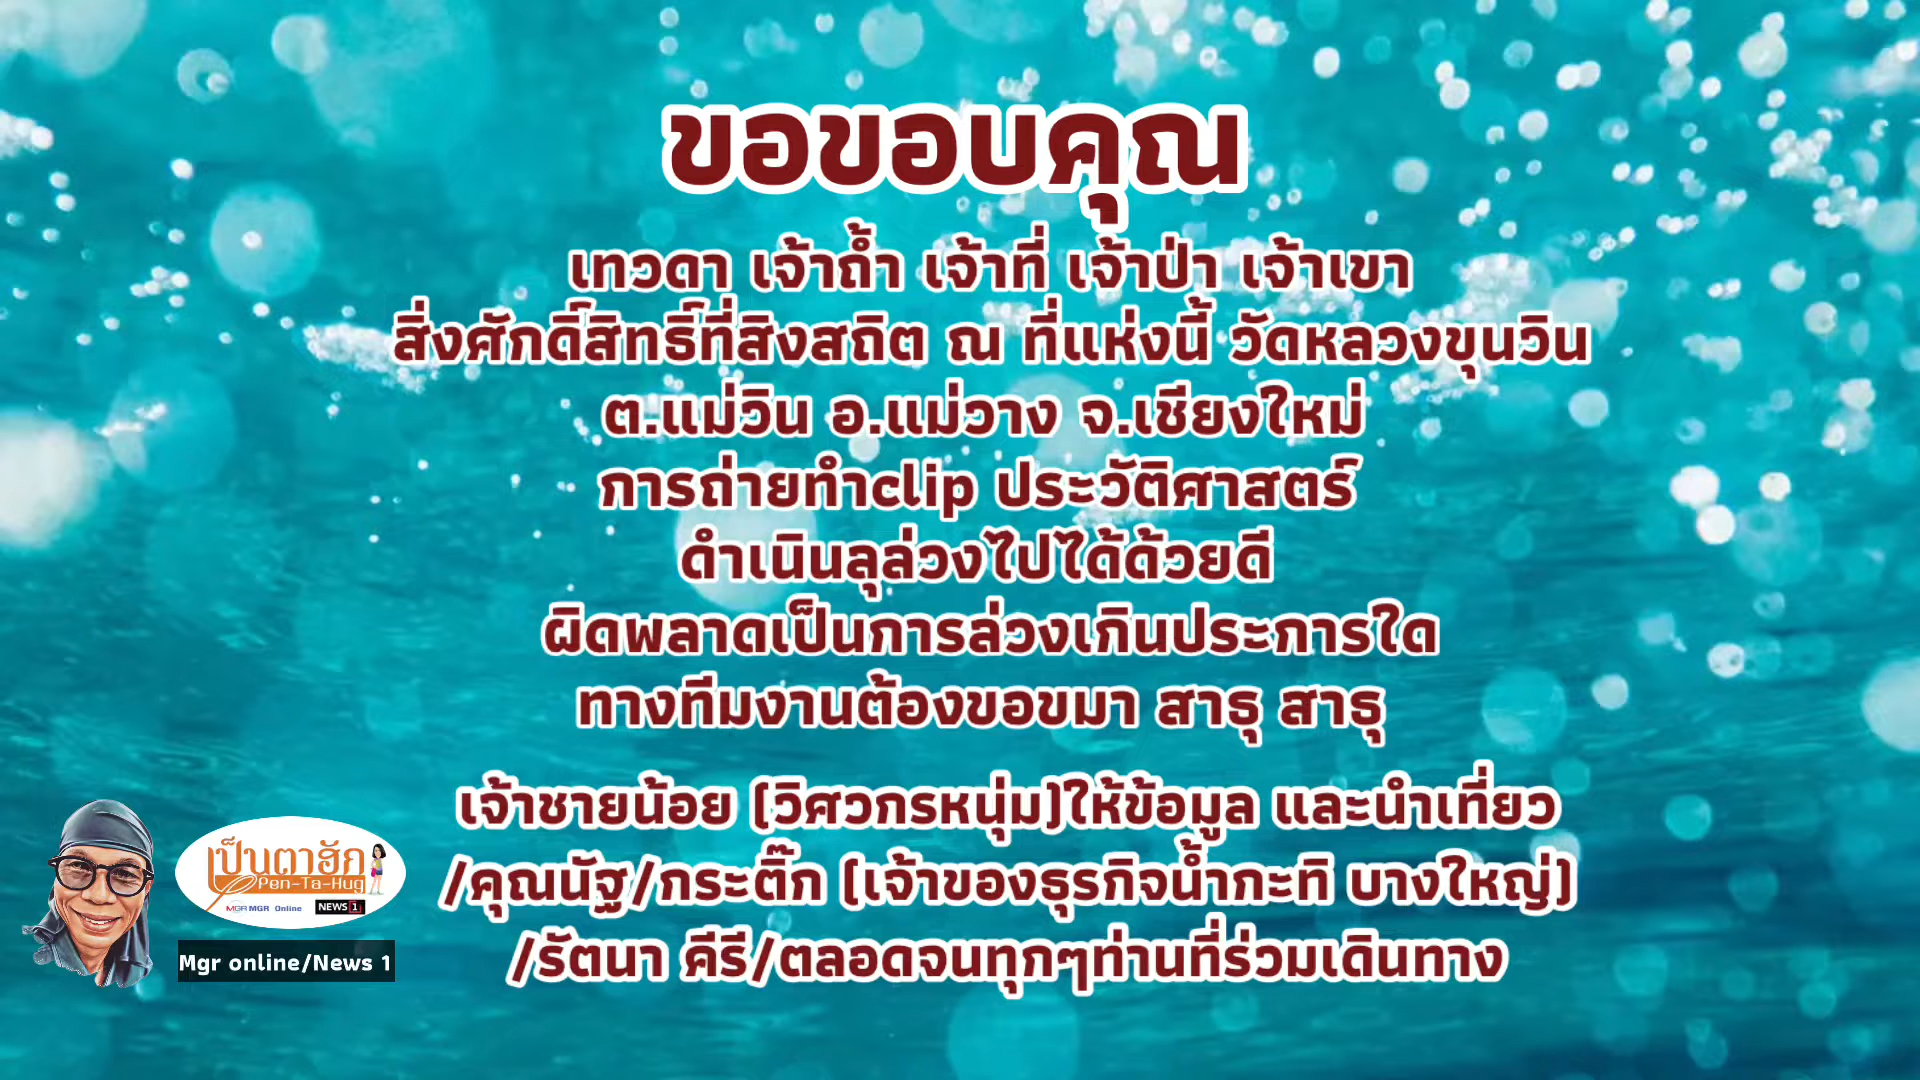 ขอขอบคุณ
เทวดา เจ้าถ้ำ เจ้าที่ เจ้าป่า เจ้าเขา
สิ่งศักดิ์สิทธิ์ที่สิงสถิต ณ ที่แห่งนี้ วัดหลวงขุนวิน
ต.แม่วิน อ.แม่วาง จ.เชียงใหม่
การถ่ายทำclip ประวัติศาสตร์
ดำเนินลุล่วงไปได้ด้วยดี
ผิดพลาดเป็นการล่วงเกินประการใด
ทางทีมงานต้องขอขมา สาธุ สาธุ
เจ้าชายน้อย (วิศวกรหนุ่ม)ให้ข้อมูล และนำเที่ยว
/คุณนัฐ/กระติ๊ก (เจ้าของธุรกิจน้ำกะทิ บางใหญ่)
/รัตนา คีรี/ตลอดจนทุกๆท่านที่ร่วมเดินทาง
เป็นตาฮัก
Pen-Ta-Hug
MGR MGR Online NEWS 1
Mgr online/News 1